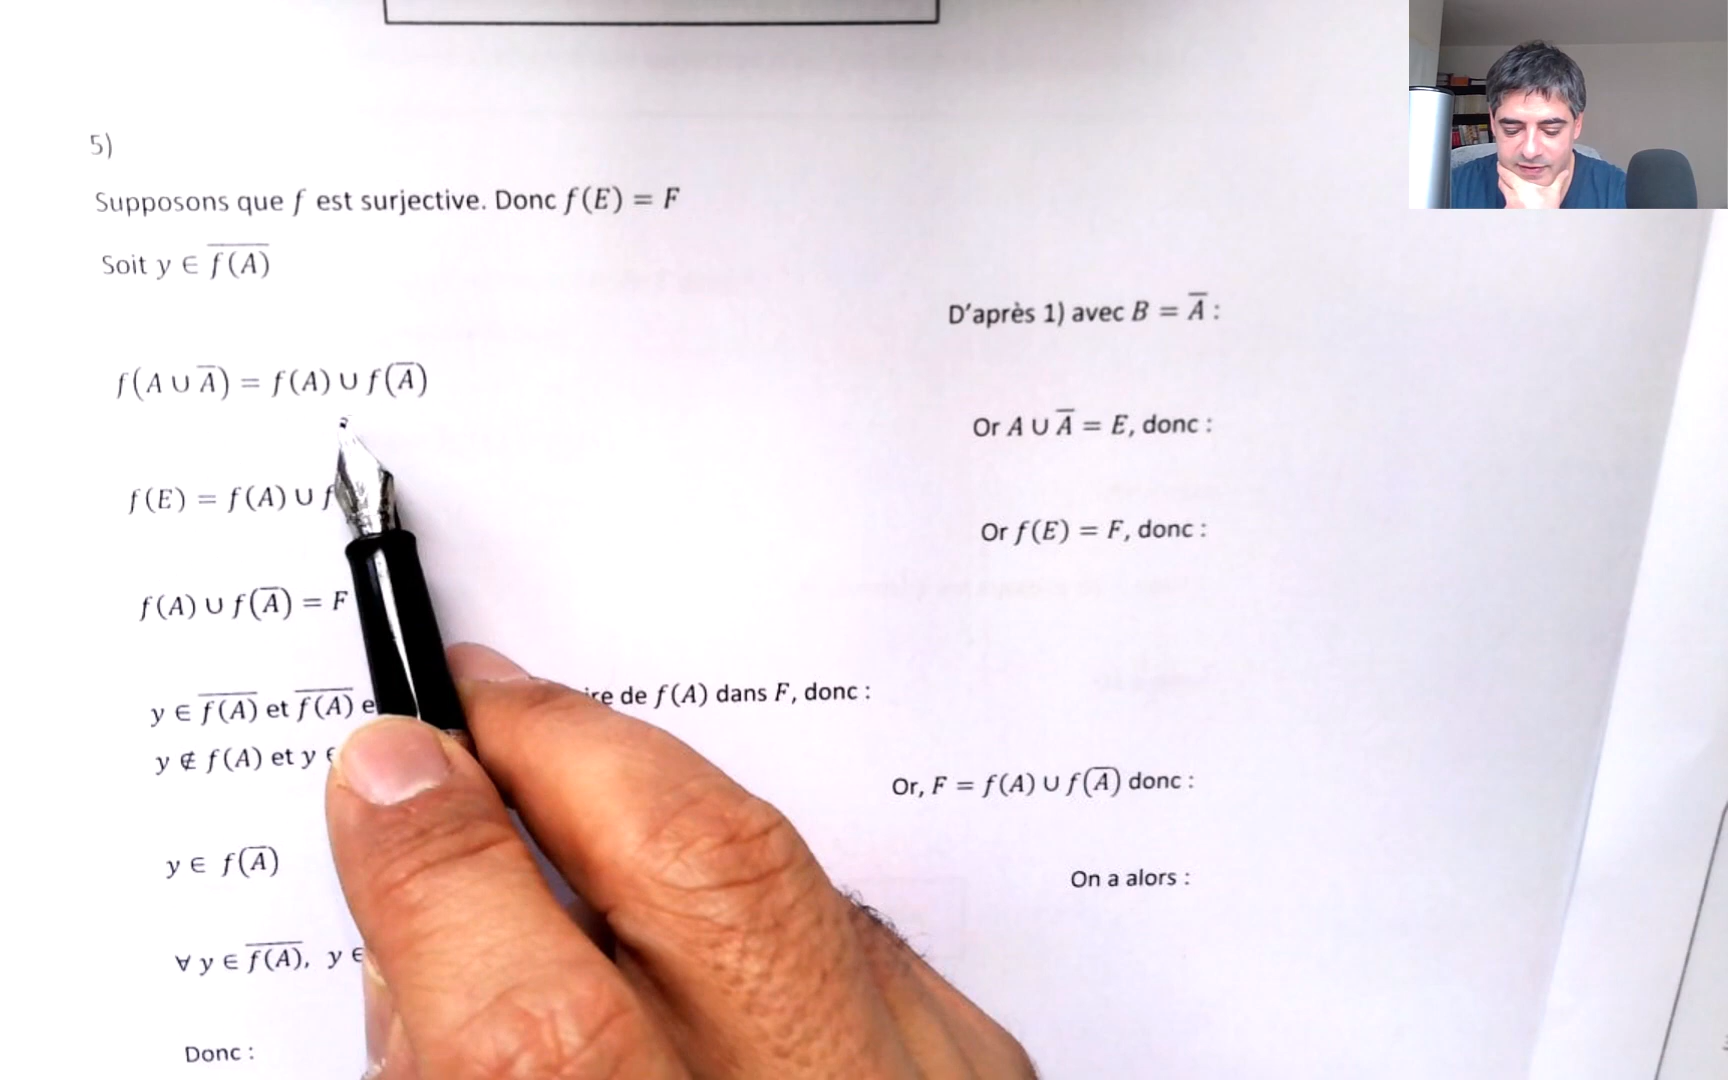 5)
Supposons que f est surjective. Donc f(E) = F
Soit y ∈ \overline{f(A)}
D'après 1) avec B = \overline{A} :
f(A ∪ \overline{A}) = f(A) ∪ f(\overline{A})
Or A ∪ \overline{A} = E, donc :
f(E) = f(A) ∪ f
Or f(E) = F, donc :
f(A) ∪ f(\overline{A}) = F
y ∈ \overline{f(A)} et \overline{f(A)} de f(A) dans F, donc :
y ∉ f(A) et y ∈
Or, F = f(A) ∪ f(\overline{A}) donc :
y ∈ f(\overline{A})
On a alors :
∀ y ∈ \overline{f(A)}, y ∈
Donc :